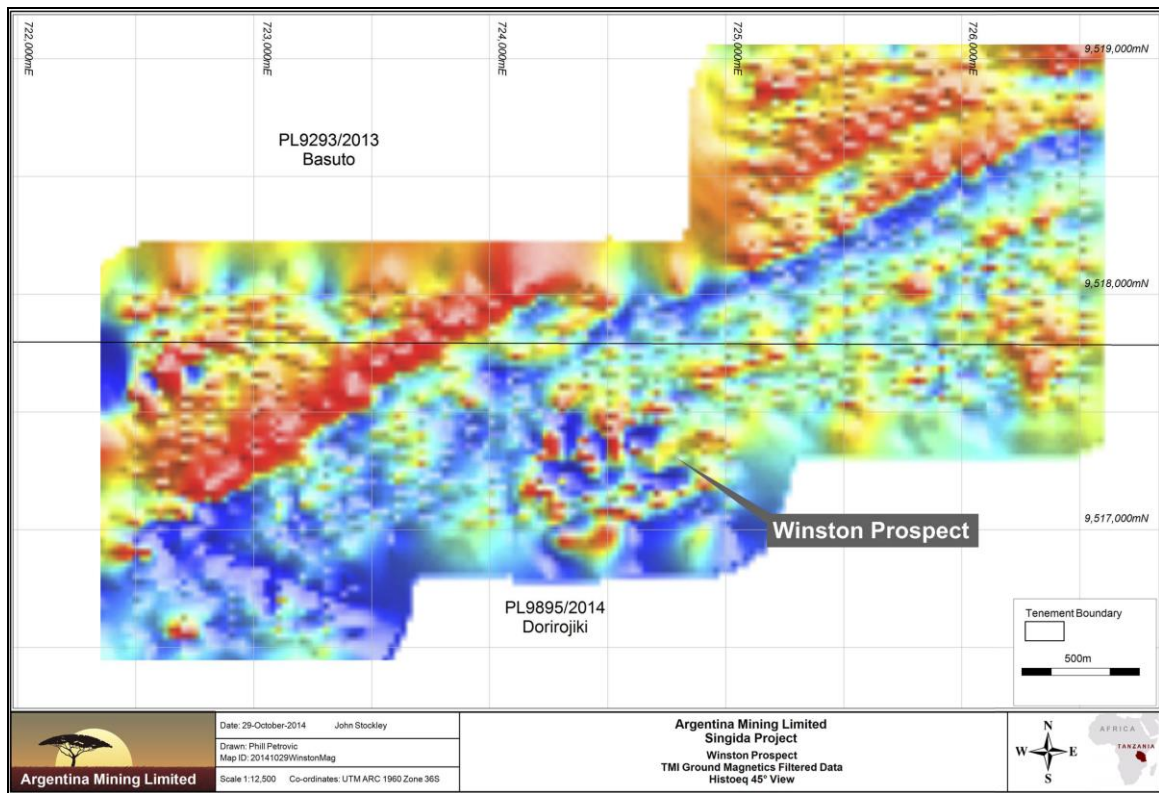 722,000mE
723,000mE
724,000mE
725,000mE
726,000mE
9,519,000mN
PL9293/2013
Basuto
9,518,000mN
Winston Prospect
9,517,000mN
PL9895/2014
Dorirojiki
Tenement Boundary
500m
Date: 29-October-2014 John Stockley
Drawn: Phill Petrovic
Map ID: 20141029WinstonMag
Scale 1:12,500 Co-ordinates: UTM ARC 1960 Zone 36S
Argentina Mining Limited
Argentina Mining Limited
Singida Project
Winston Prospect
TMI Ground Magnetics Filtered Data
Histoeq 45° View
N
W E
S
AFRICA
TANZANIA